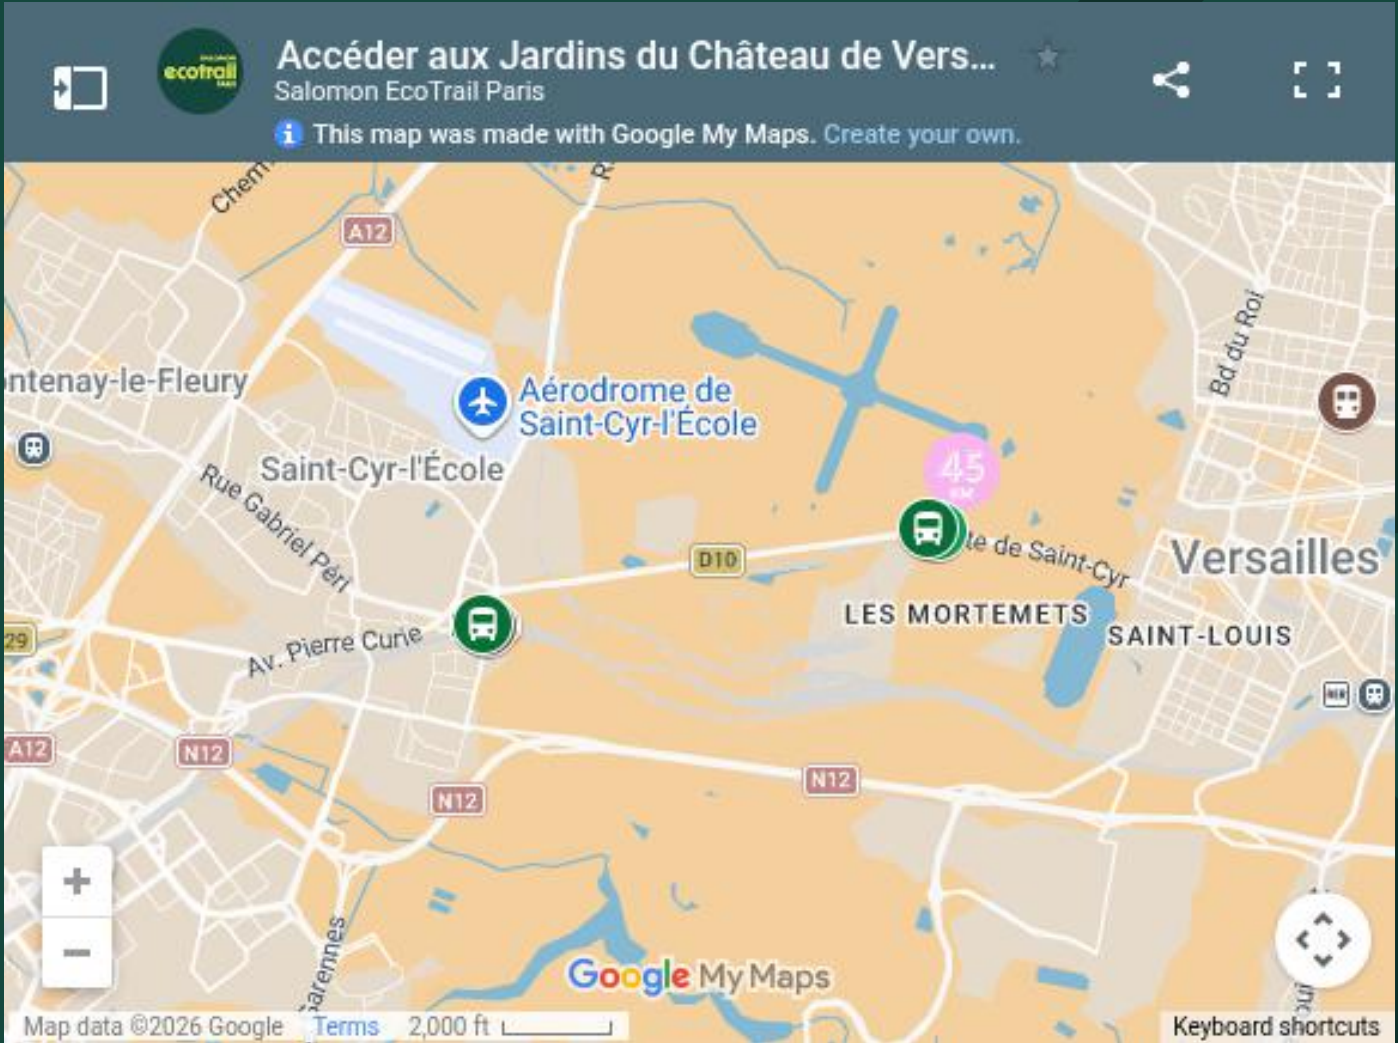 Accéder aux Jardins du Château de Vers...
ecotrail
Salomon EcoTrail Paris
This map was made with Google My Maps. Create your own.
Chem.
R
A12
Bd du Roi
ntenay-le-Fleury
Aérodrome de
Saint-Cyr-l'École
Saint-Cyr-l'École
45
KM
Rue Gabriel Péri
D10
te de Saint-Cyr
Versailles
LES MORTEMETS
SAINT-LOUIS
29
Av. Pierre Curie
A12
N12
N12
N12
+
−
Garennes
Google My Maps
Map data ©2026 Google
Terms
2,000 ft
Keyboard shortcuts